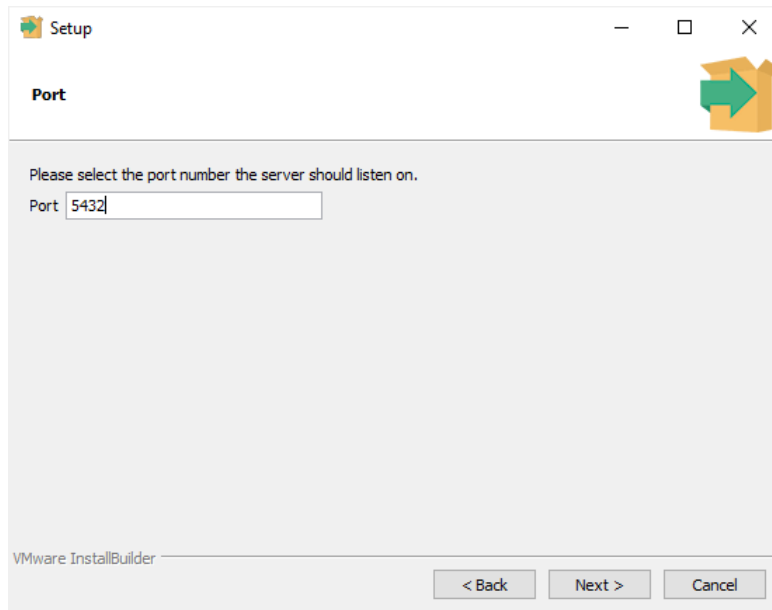 Setup
Port
Please select the port number the server should listen on.
Port 5432
VMware InstallBuilder
< Back Next > Cancel